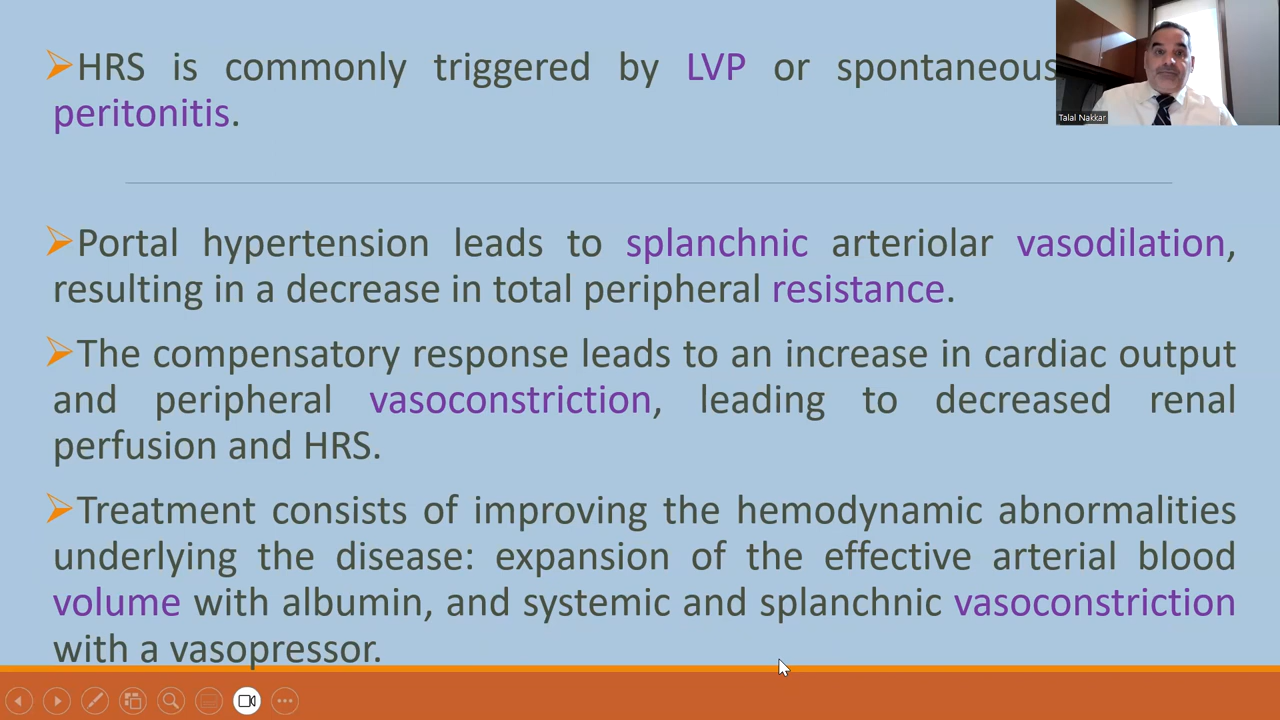 ➢HRS is commonly triggered by LVP or spontaneous
peritonitis.
Talal Nakkar
➢Portal hypertension leads to splanchnic arteriolar vasodilation,
resulting in a decrease in total peripheral resistance.
➢The compensatory response leads to an increase in cardiac output
and peripheral vasoconstriction, leading to decreased renal
perfusion and HRS.
➢Treatment consists of improving the hemodynamic abnormalities
underlying the disease: expansion of the effective arterial blood
volume with albumin, and systemic and splanchnic vasoconstriction
with a vasopressor.